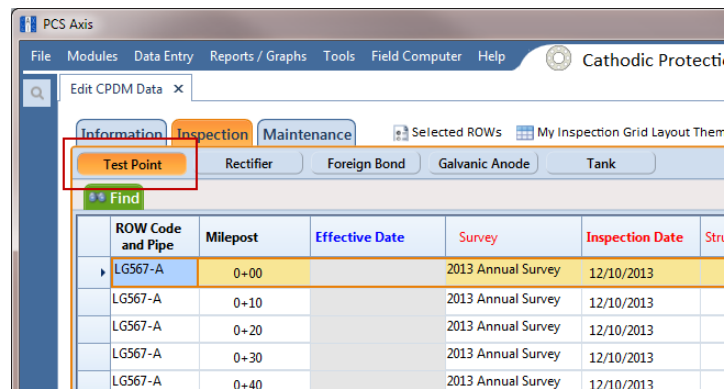 PCS Axis
File Modules Data Entry Reports / Graphs Tools Field Computer Help Cathodic Protecti
Edit CPDM Data ×
Information Inspection Maintenance Selected ROWs My Inspection Grid Layout Them
Test Point Rectifier Foreign Bond Galvanic Anode Tank
Find
ROW Code and Pipe Milepost Effective Date Survey Inspection Date Stru
LG567-A 0+00 2013 Annual Survey 12/10/2013
LG567-A 0+10 2013 Annual Survey 12/10/2013
LG567-A 0+20 2013 Annual Survey 12/10/2013
LG567-A 0+30 2013 Annual Survey 12/10/2013
LG567-A 0+40 2013 Annual Survey 12/10/2013